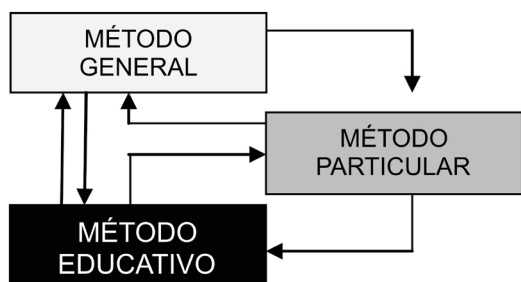 MÉTODO
GENERAL
MÉTODO
PARTICULAR
MÉTODO
EDUCATIVO